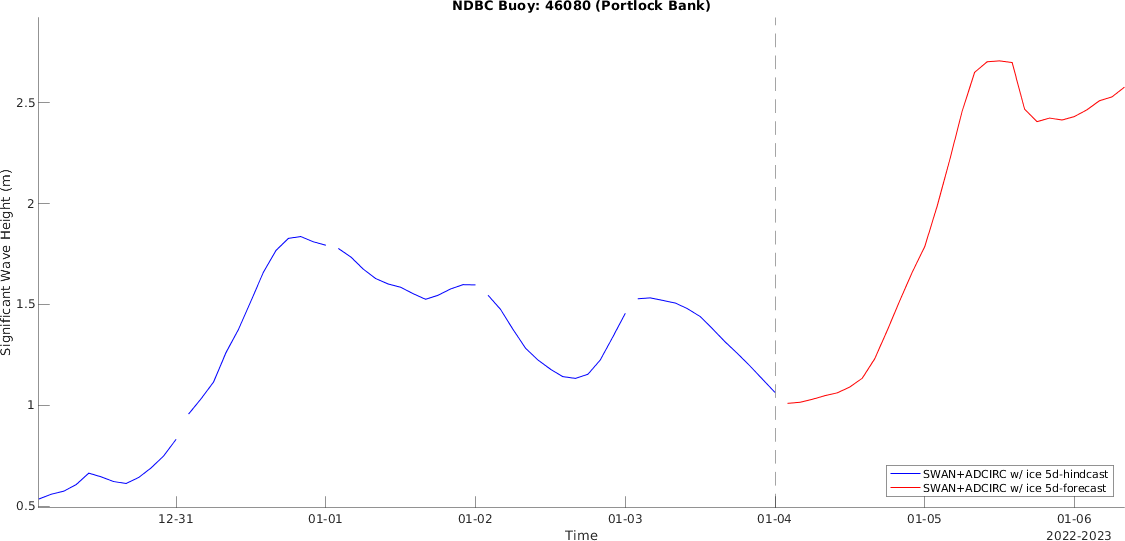 NDBC Buoy: 46080 (Portlock Bank)
2.5
2
1.5
1
0.5
Significant Wave Height (m)
SWAN+ADCIRC w/ ice 5d-hindcast
SWAN+ADCIRC w/ ice 5d-forecast
12-31 01-01 01-02 01-03 01-04 01-05 01-06
Time
2022-2023